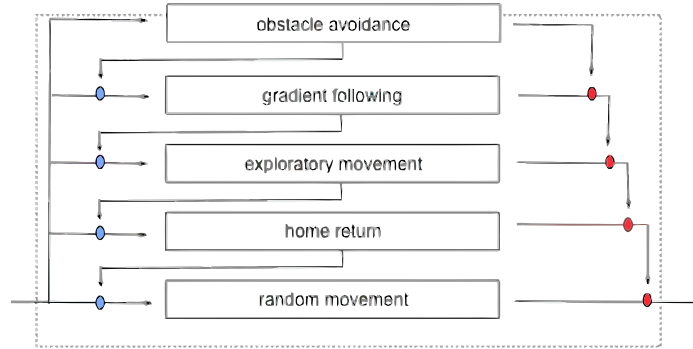 obstacle avoidance
gradient following
exploratory movement
home return
random movement